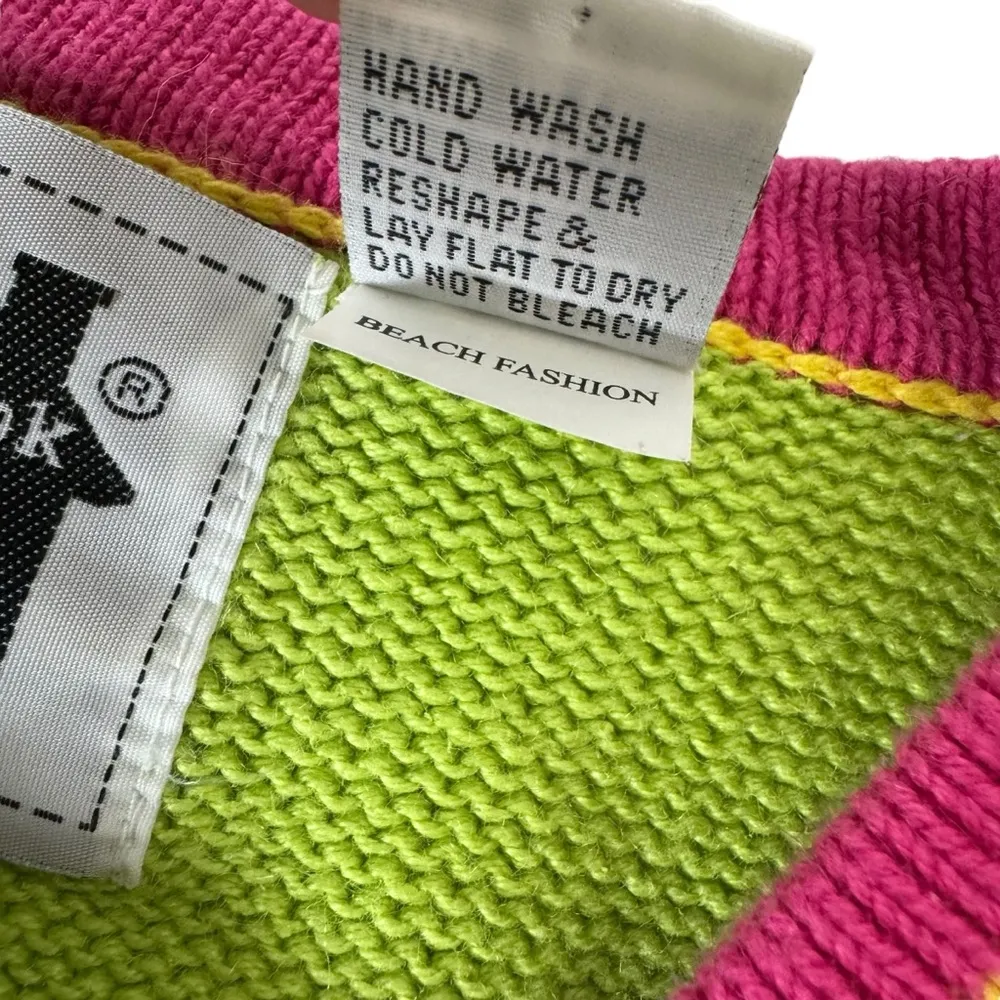 HAND WASH
COLD WATER
RESHAPE &
LAY FLAT TO DRY
DO NOT BLEACH
BEACH FASHION
®